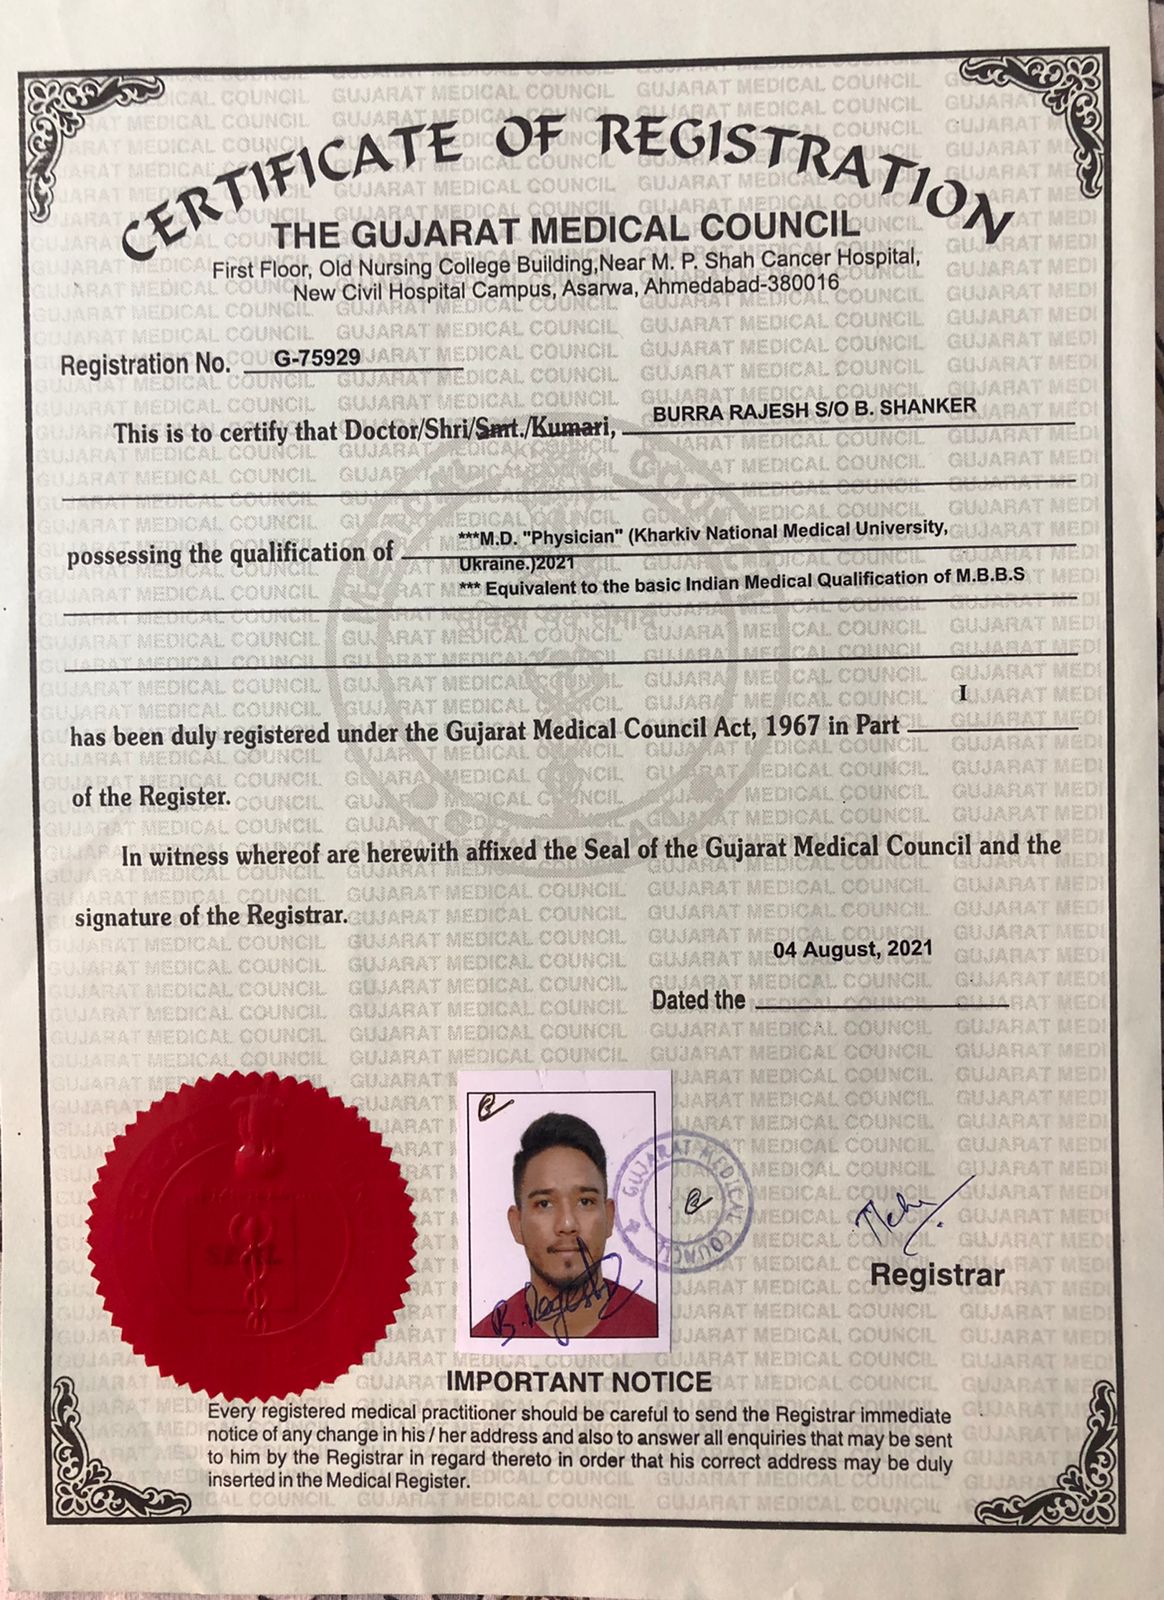 CERTIFICATE OF REGISTRATION
THE GUJARAT MEDICAL COUNCIL
First Floor, Old Nursing College Building,Near M. P. Shah Cancer Hospital,
New Civil Hospital Campus, Asarwa, Ahmedabad-380016
Registration No. G-75929
This is to certify that Doctor/Shri/Smt./Kumari, BURRA RAJESH S/O B. SHANKER
possessing the qualification of ***M.D. "Physician" (Kharkiv National Medical University,
Ukraine.)2021
*** Equivalent to the basic Indian Medical Qualification of M.B.B.S
has been duly registered under the Gujarat Medical Council Act, 1967 in Part I
of the Register.
In witness whereof are herewith affixed the Seal of the Gujarat Medical Council and the
signature of the Registrar.
04 August, 2021
Dated the
SEAL
GUJARAT MEDICAL COUNCIL
B. Rajesh
Registrar
IMPORTANT NOTICE
Every registered medical practitioner should be careful to send the Registrar immediate
notice of any change in his / her address and also to answer all enquiries that may be sent
to him by the Registrar in regard thereto in order that his correct address may be duly
inserted in the Medical Register.